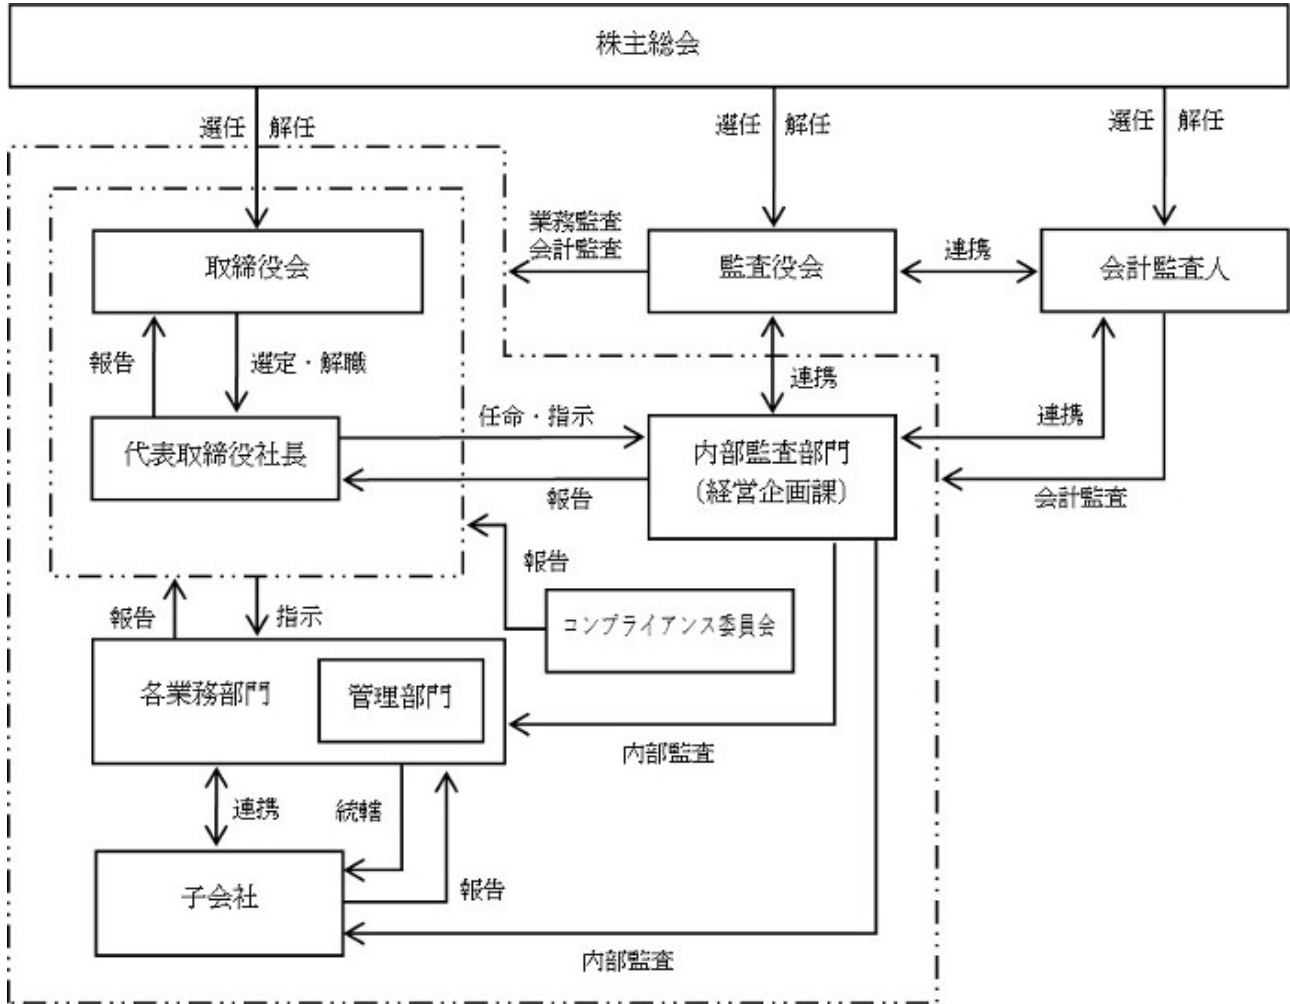 株主総会
選任 解任
選任 解任
選任 解任
業務監査
会計監査
取締役会
監査役会
連携
会計監査人
報告
選定・解職
連携
任命・指示
連携
代表取締役社長
内部監査部門
(経営企画課)
報告
会計監査
報告
報告
指示
コンプライアンス委員会
各業務部門
管理部門
内部監査
連携
統轄
報告
子会社
内部監査